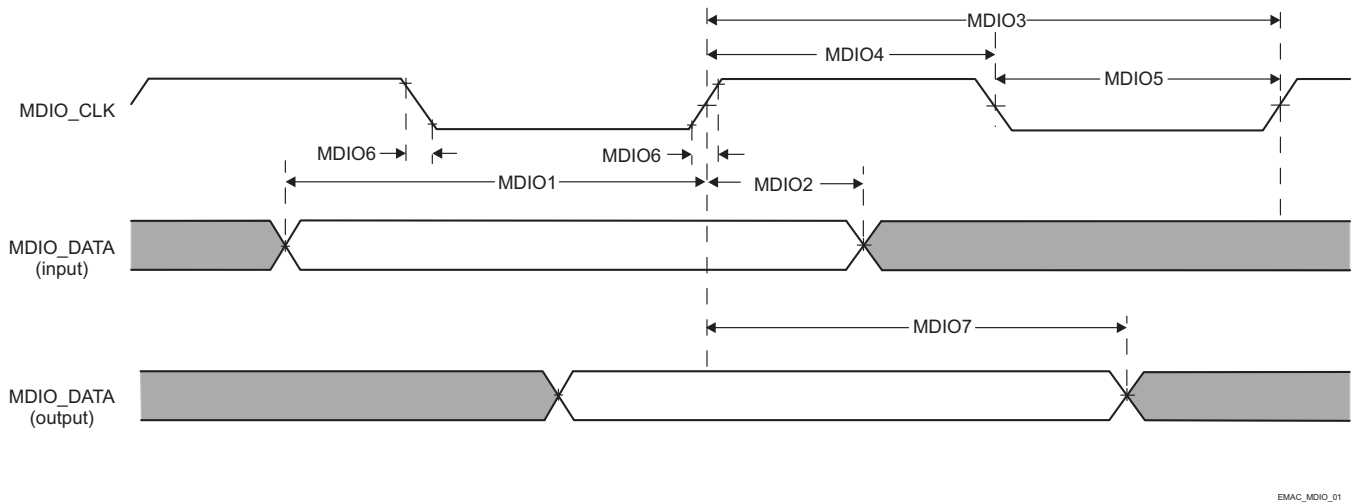 MDIO3
MDIO4
MDIO5
MDIO_CLK
MDIO6
MDIO6
MDIO1
MDIO2
MDIO_DATA
(input)
MDIO7
MDIO_DATA
(output)
EMAC_MDIO_01